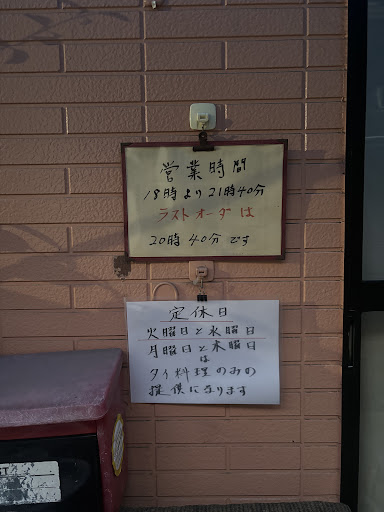 営業時間
18時より21時40分
ラストオーダは
20時40分です
定休日
火曜日と水曜日
月曜日と木曜日
は
タイ料理のみの
提供になります